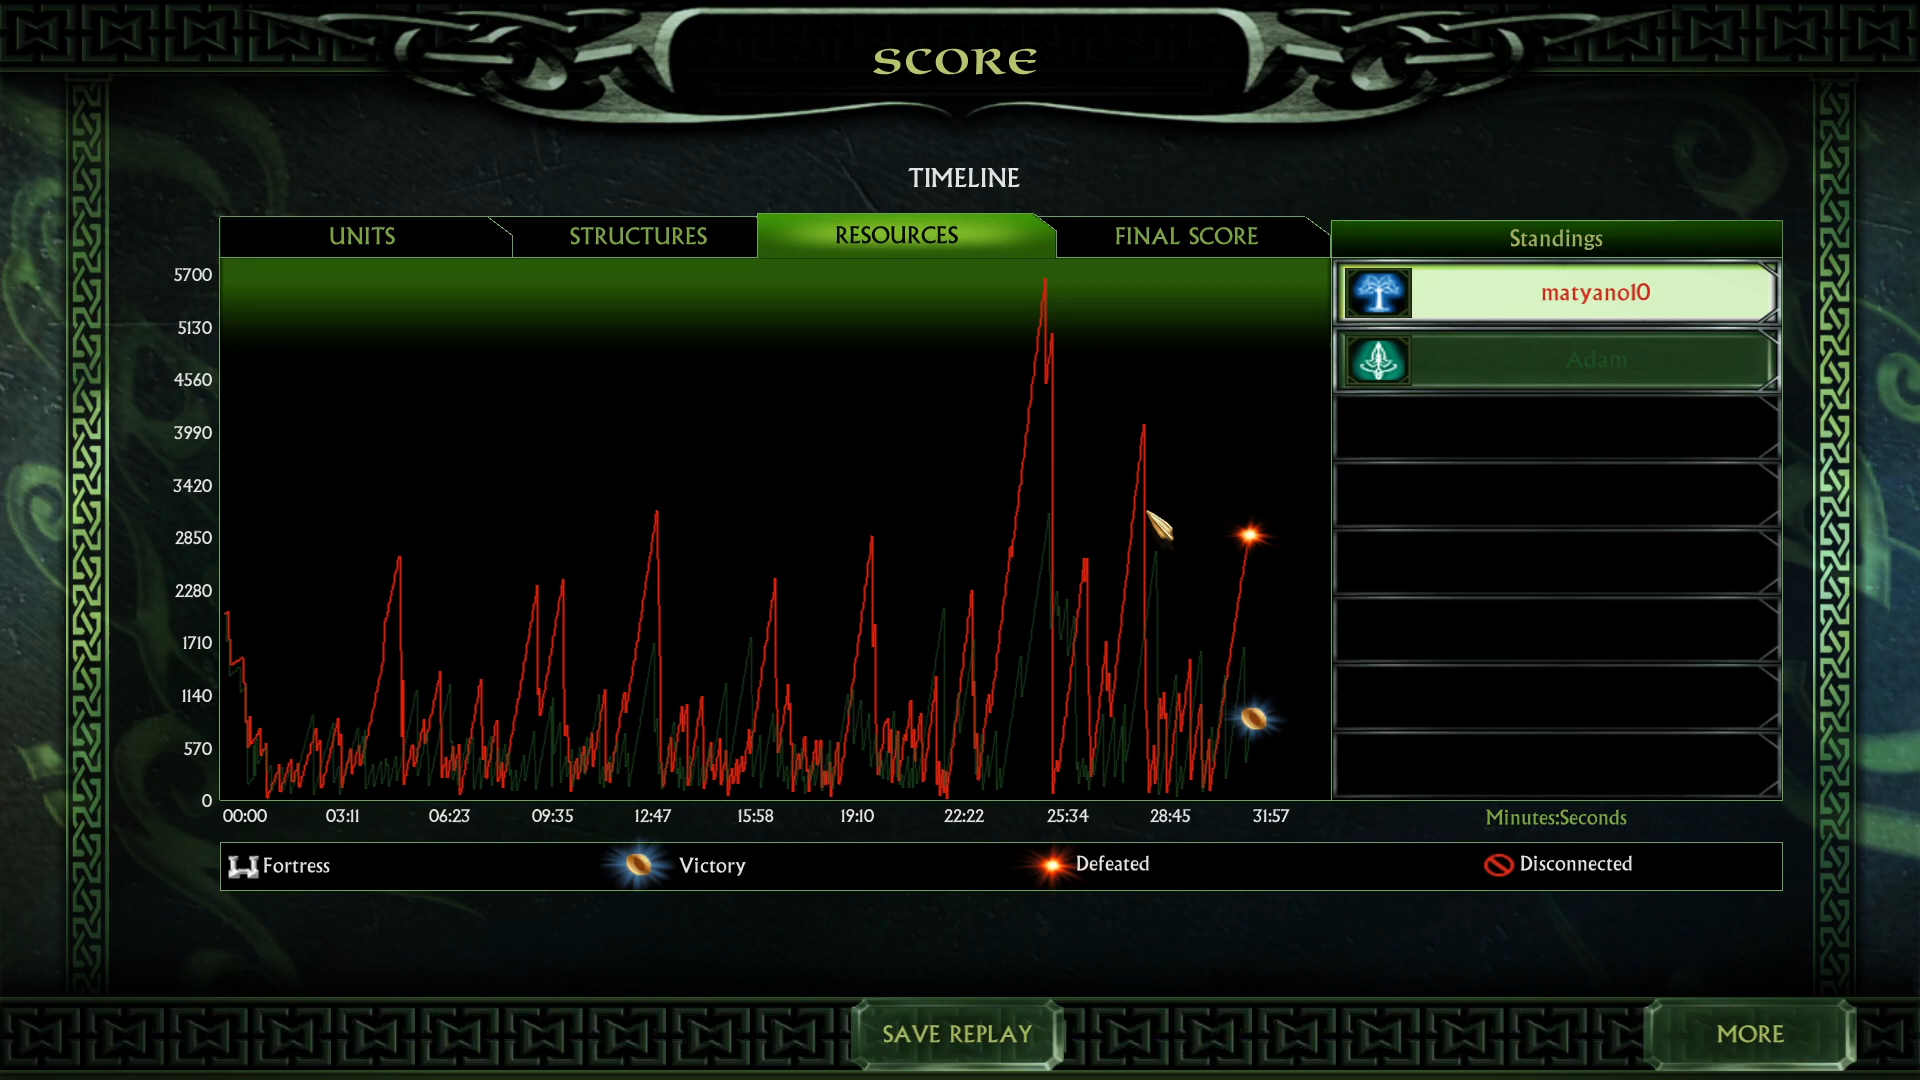 SCORE
TIMELINE
UNITS
STRUCTURES
RESOURCES
FINAL SCORE
Standings
matyano10
Adam
5700
5130
4560
3990
3420
2850
2280
1710
1140
570
0
00:00
03:11
06:23
09:35
12:47
15:58
19:10
22:22
25:34
28:45
31:57
Minutes:Seconds
Fortress
Victory
Defeated
Disconnected
SAVE REPLAY
MORE